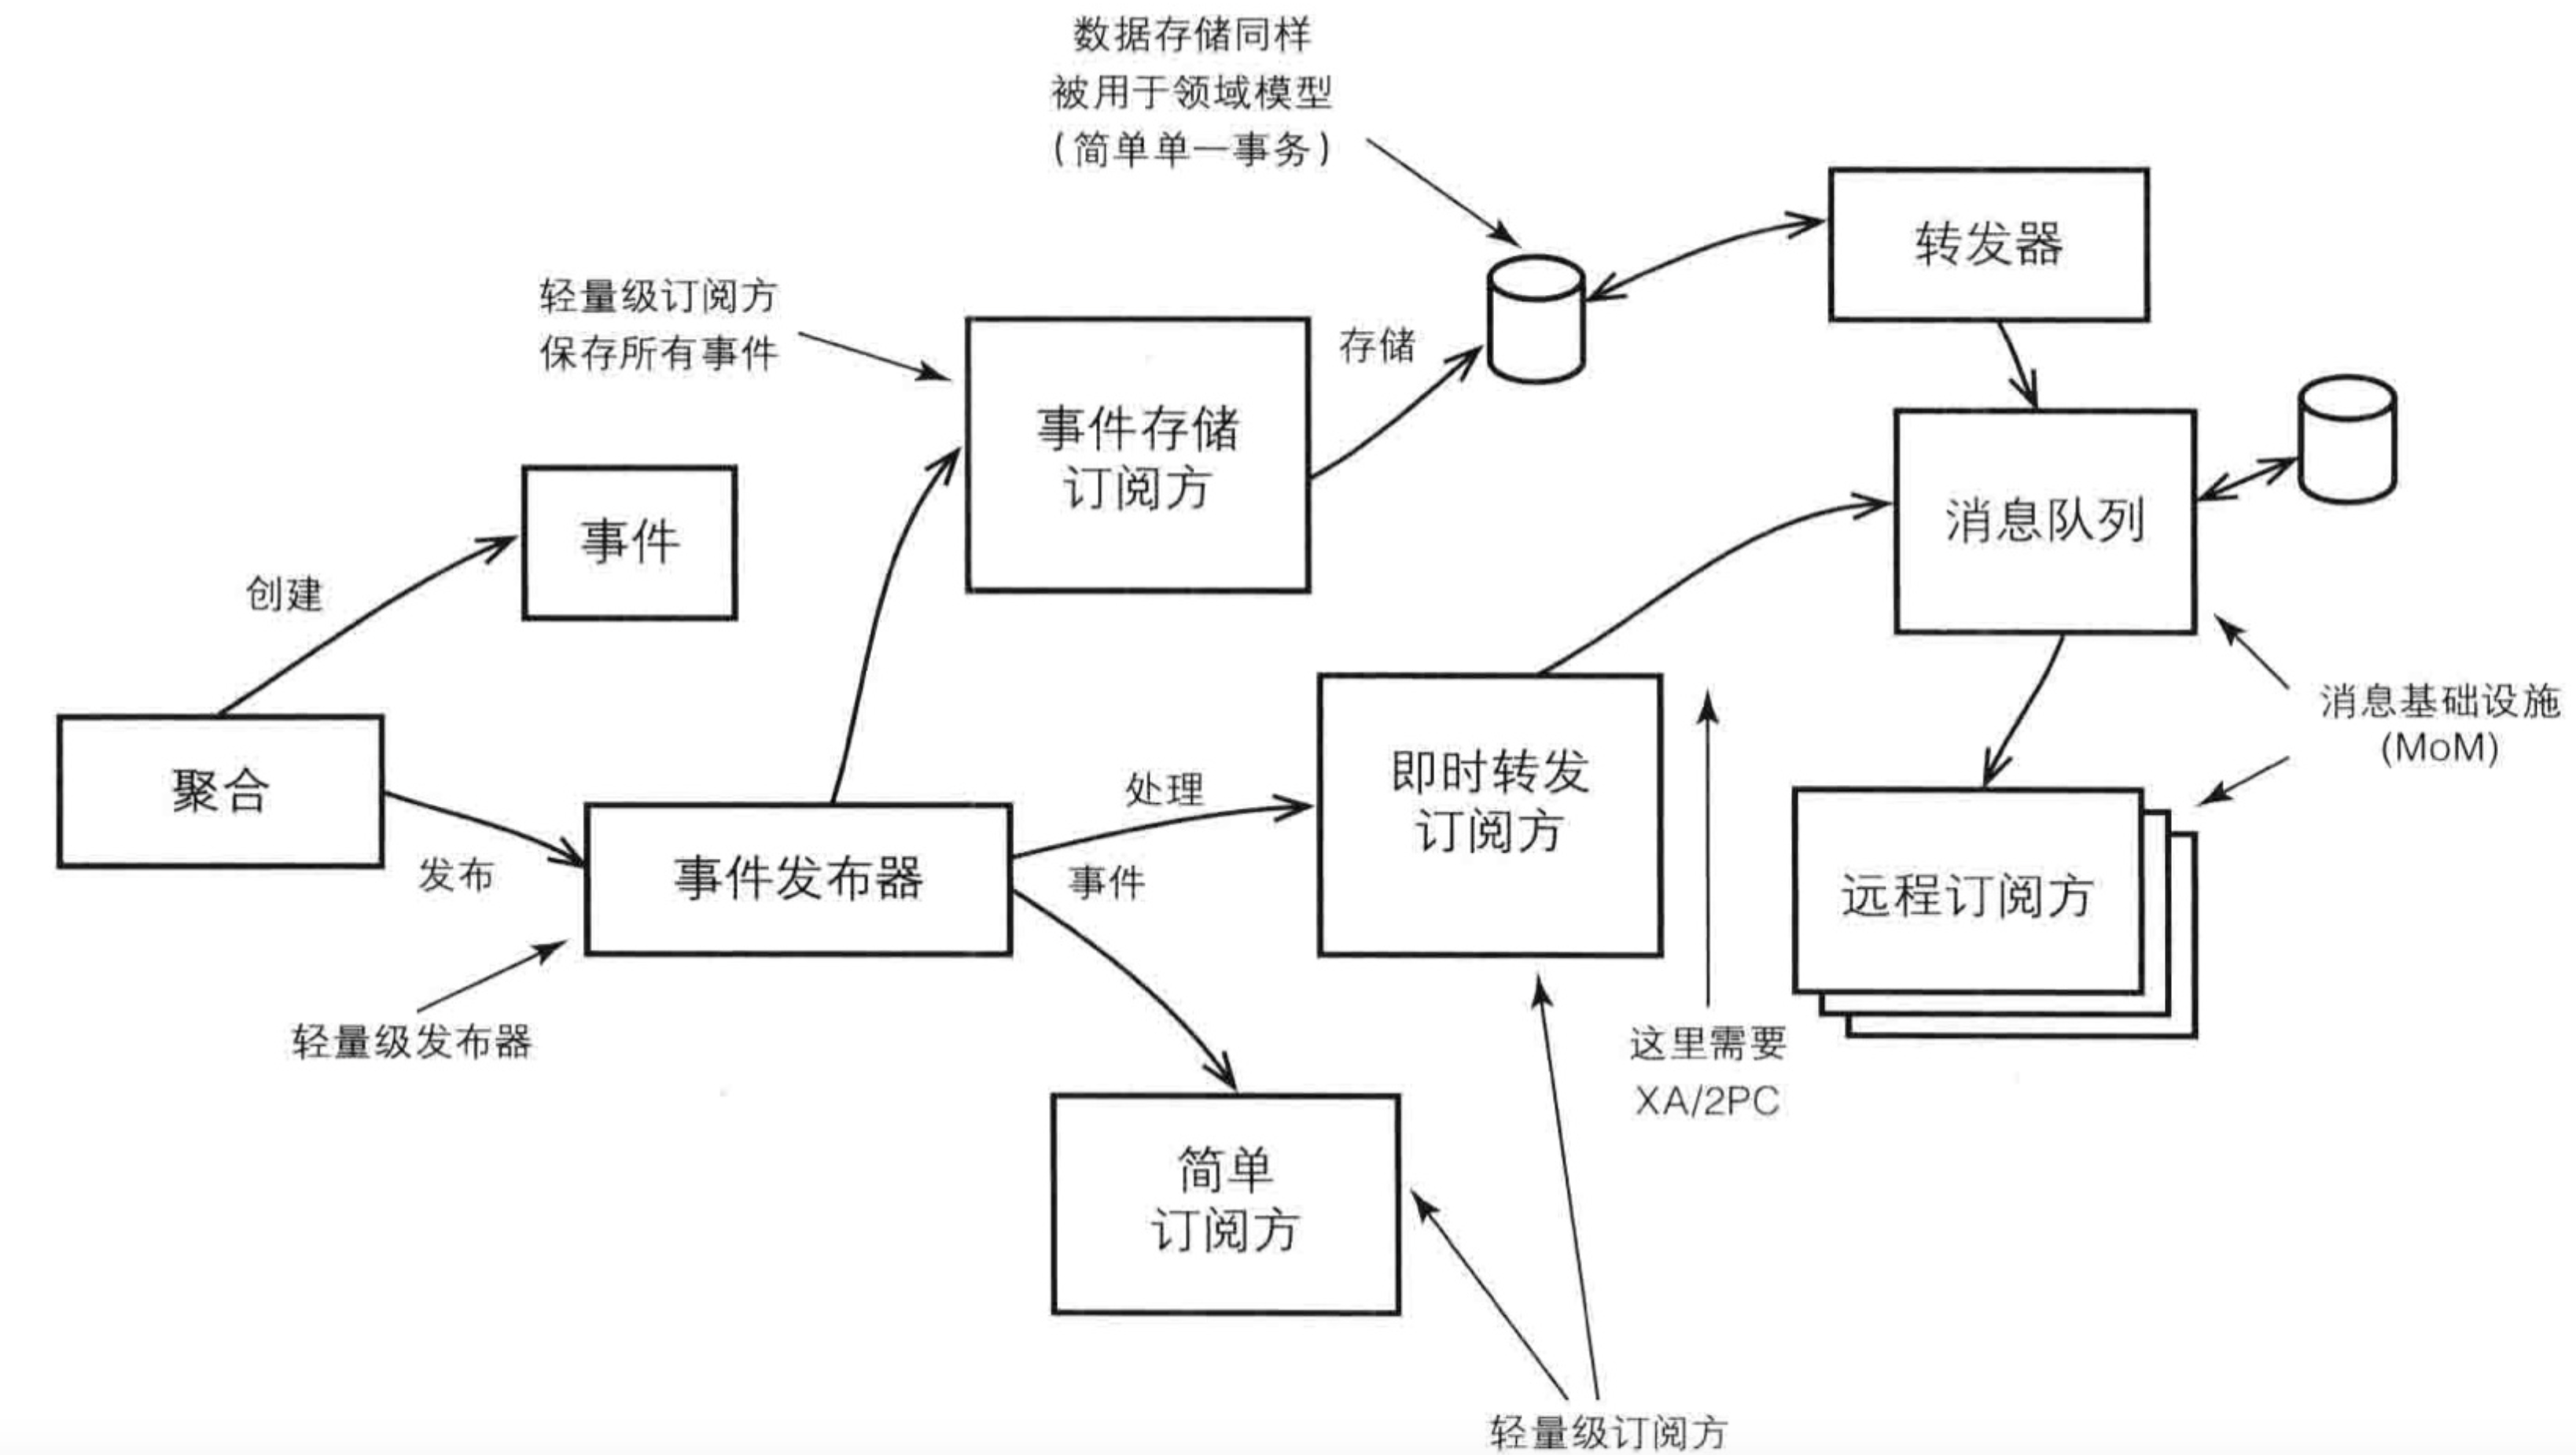 数据存储同样
被用于领域模型
(简单单一事务)
转发器
轻量级订阅方
保存所有事件
存储
事件存储
订阅方
事件
消息队列
创建
消息基础设施
(MoM)
聚合
处理
即时转发
订阅方
发布
事件发布器
事件
远程订阅方
轻量级发布器
这里需要
XA/2PC
简单
订阅方
轻量级订阅方